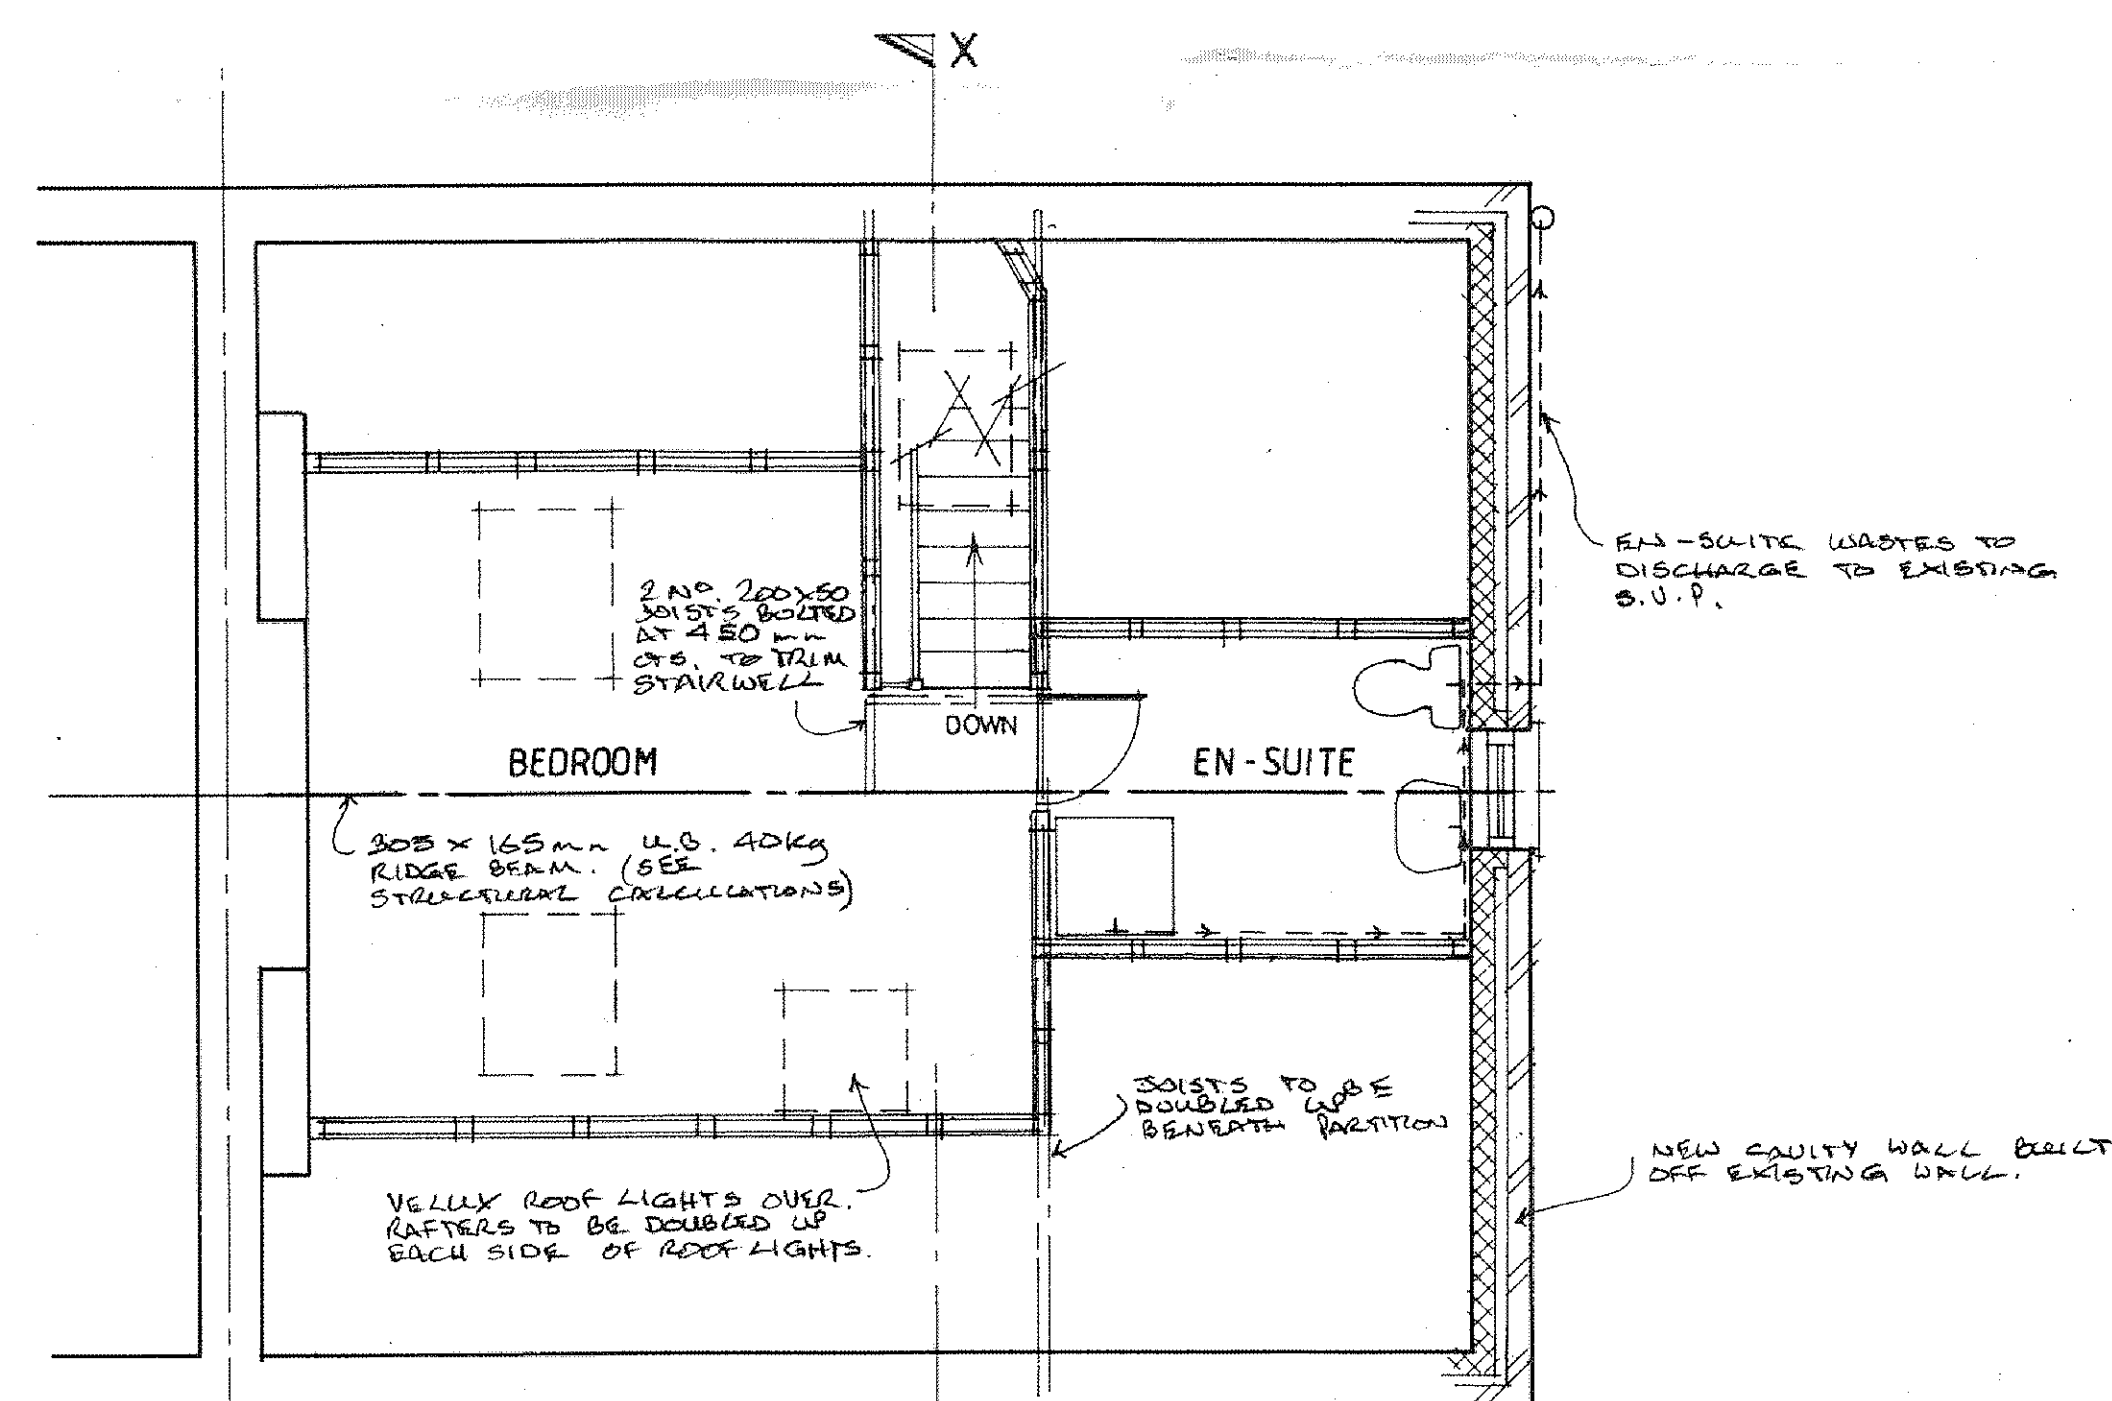 X
EN-SUITE WASTES TO
DISCHARGE TO EXISTING
S.V.P.
2 NO. 200x50
JOISTS BOLTED
AT 450 mm
CTS. TO TRIM
STAIRWELL
DOWN
BEDROOM
EN-SUITE
305 x 165mm U.B. 40kg
RIDGE BEAM. (SEE
STRUCTURAL CALCULATIONS)
JOISTS TO BE
DOUBLED UP
BENEATH PARTITION
NEW CAVITY WALL BUILT
OFF EXISTING WALL.
VELUX ROOF LIGHTS OVER.
RAFTERS TO BE DOUBLED UP
EACH SIDE OF ROOF LIGHTS.